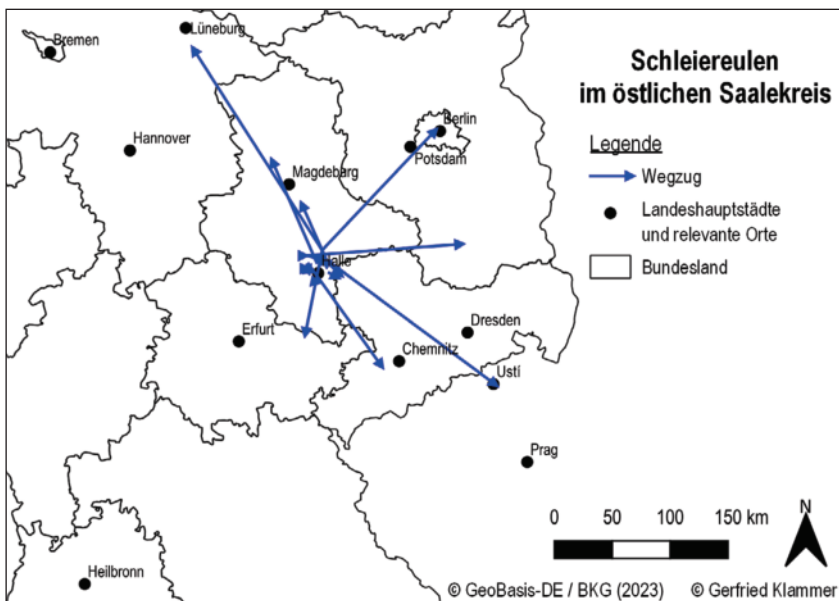 Schleiereulen
im östlichen Saalekreis
Legende
Wegzug
Landeshauptstädte
und relevante Orte
Bundesland
Bremen
Lüneburg
Hannover
Magdeburg
Berlin
Potsdam
Halle
Erfurt
Dresden
Chemnitz
Ustí
Prag
Heilbronn
0 50 100 150 km
N
© GeoBasis-DE / BKG (2023) © Gerfried Klammer